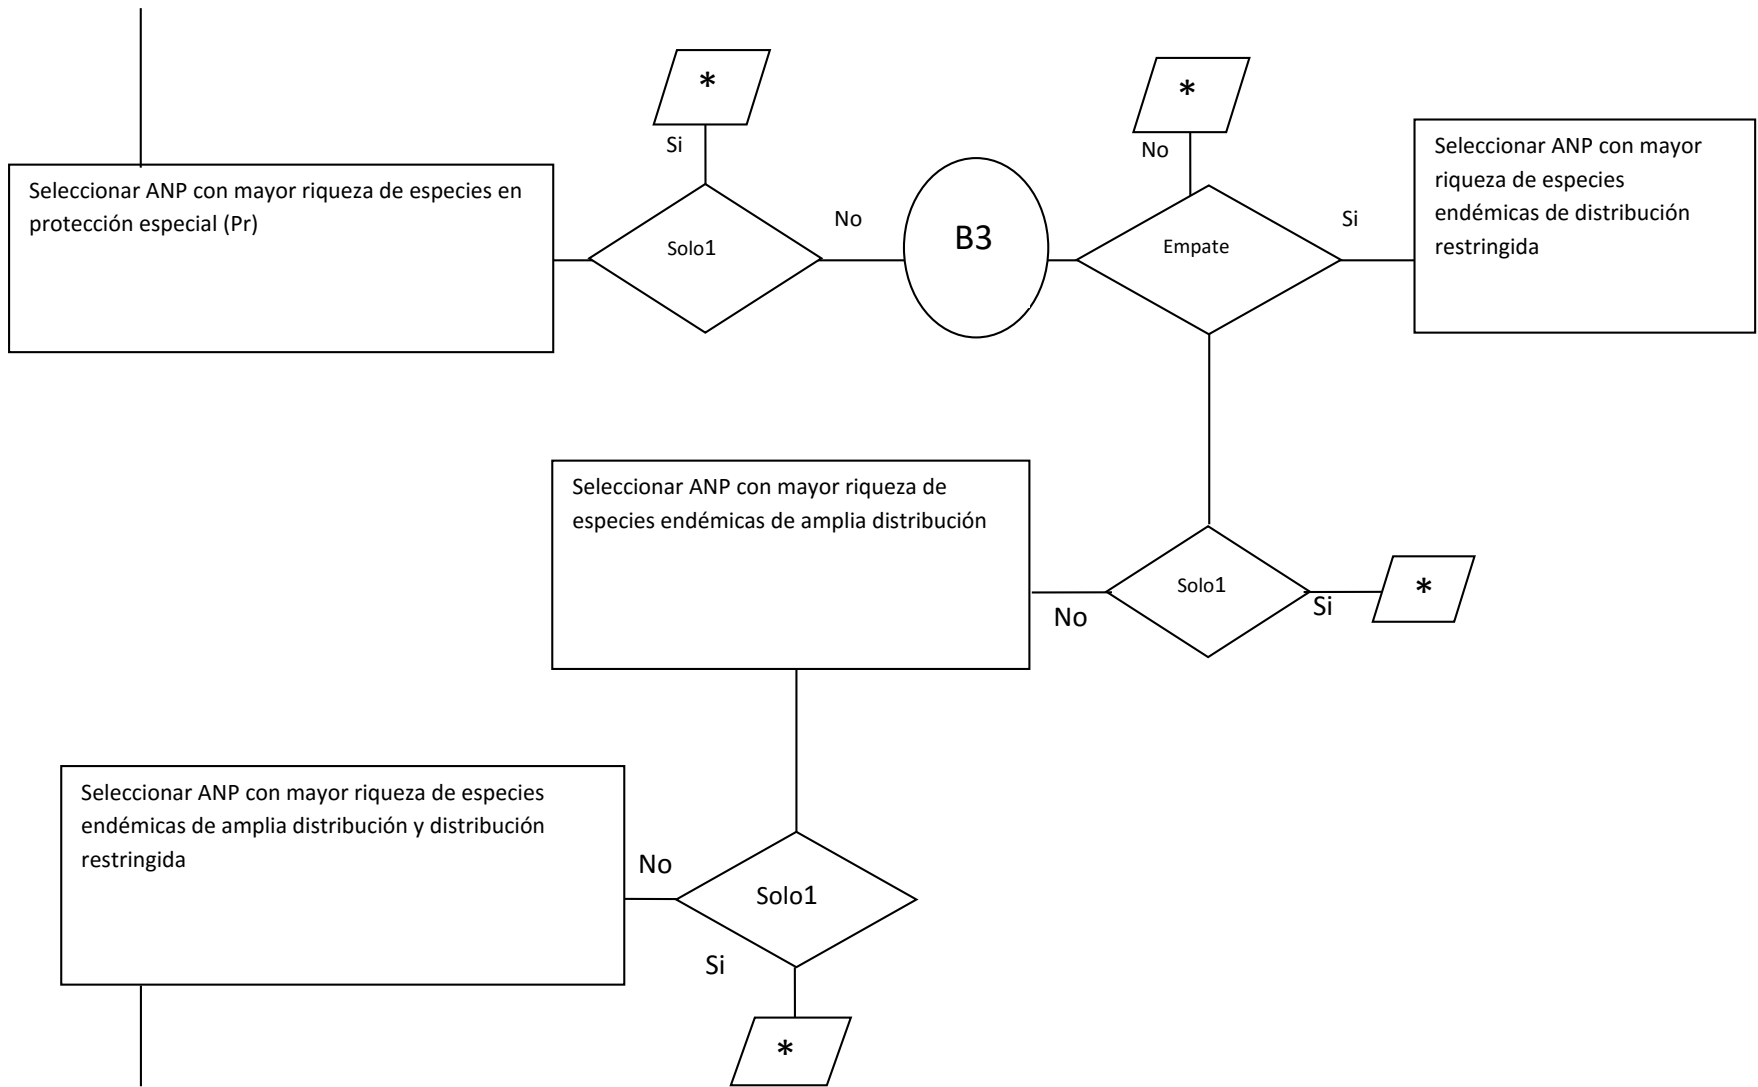 *
Si
Seleccionar ANP con mayor riqueza de especies en
protección especial (Pr)
Solo1
No
B3
*
No
Empate
Si
Seleccionar ANP con mayor
riqueza de especies
endémicas de distribución
restringida
Seleccionar ANP con mayor riqueza de
especies endémicas de amplia distribución
No
Solo1
Si
*
Seleccionar ANP con mayor riqueza de especies
endémicas de amplia distribución y distribución
restringida
No
Solo1
Si
*